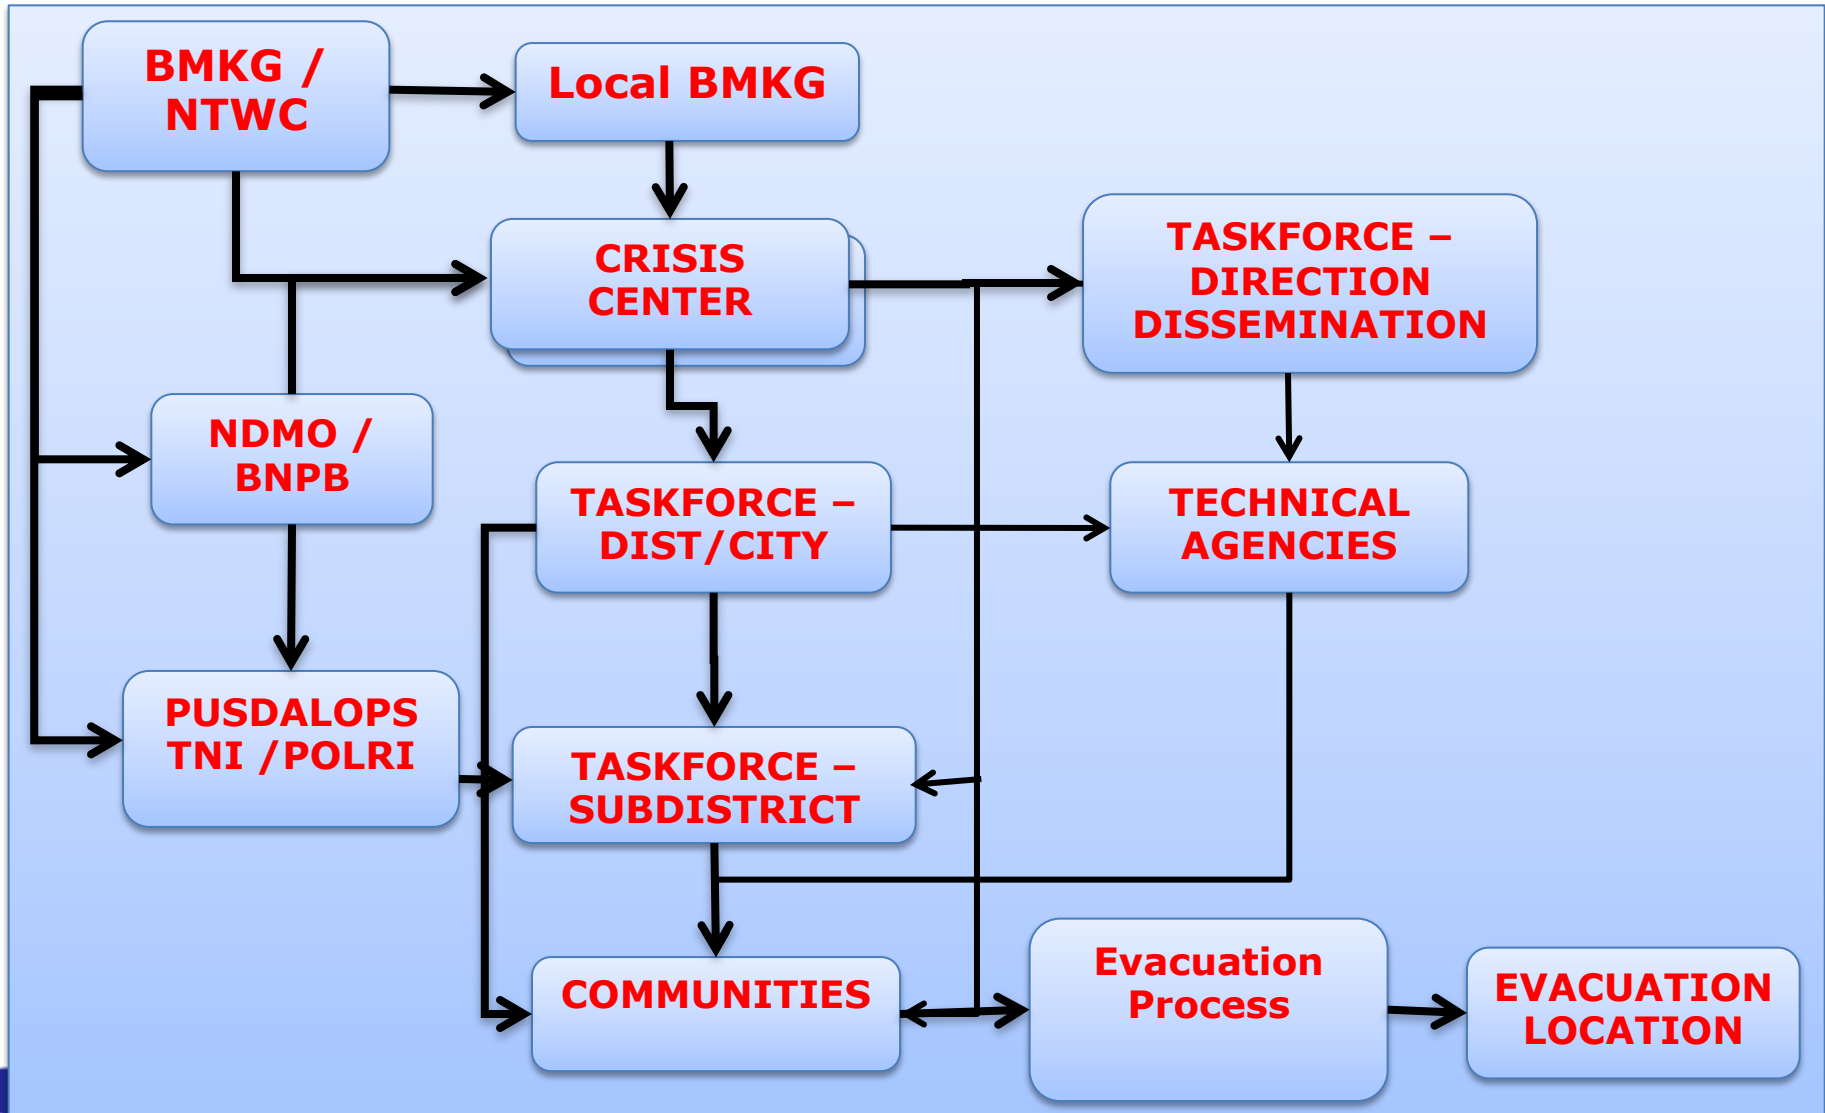 BMKG /
NTWC
Local BMKG
CRISIS
CENTER
TASKFORCE –
DIRECTION
DISSEMINATION
NDMO /
BNPB
TASKFORCE –
DIST/CITY
TECHNICAL
AGENCIES
PUSDALOPS
TNI /POLRI
TASKFORCE –
SUBDISTRICT
COMMUNITIES
Evacuation
Process
EVACUATION
LOCATION